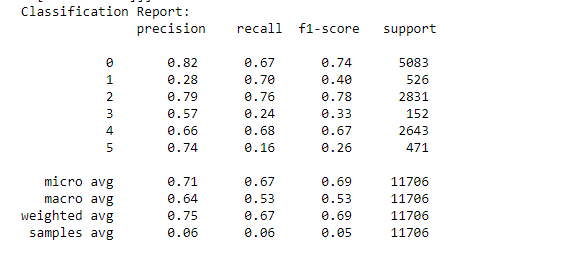 ]]]
Classification Report:
precision recall f1-score support
0 0.82 0.67 0.74 5083
1 0.28 0.70 0.40 526
2 0.79 0.76 0.78 2831
3 0.57 0.24 0.33 152
4 0.66 0.68 0.67 2643
5 0.74 0.16 0.26 471
micro avg 0.71 0.67 0.69 11706
macro avg 0.64 0.53 0.53 11706
weighted avg 0.75 0.67 0.69 11706
samples avg 0.06 0.06 0.05 11706